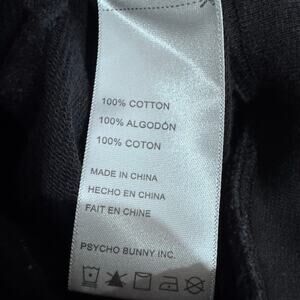 100% COTTON
100% ALGODÓN
100% COTON
MADE IN CHINA
HECHO EN CHINA
FAIT EN CHINE
PSYCHO BUNNY INC.